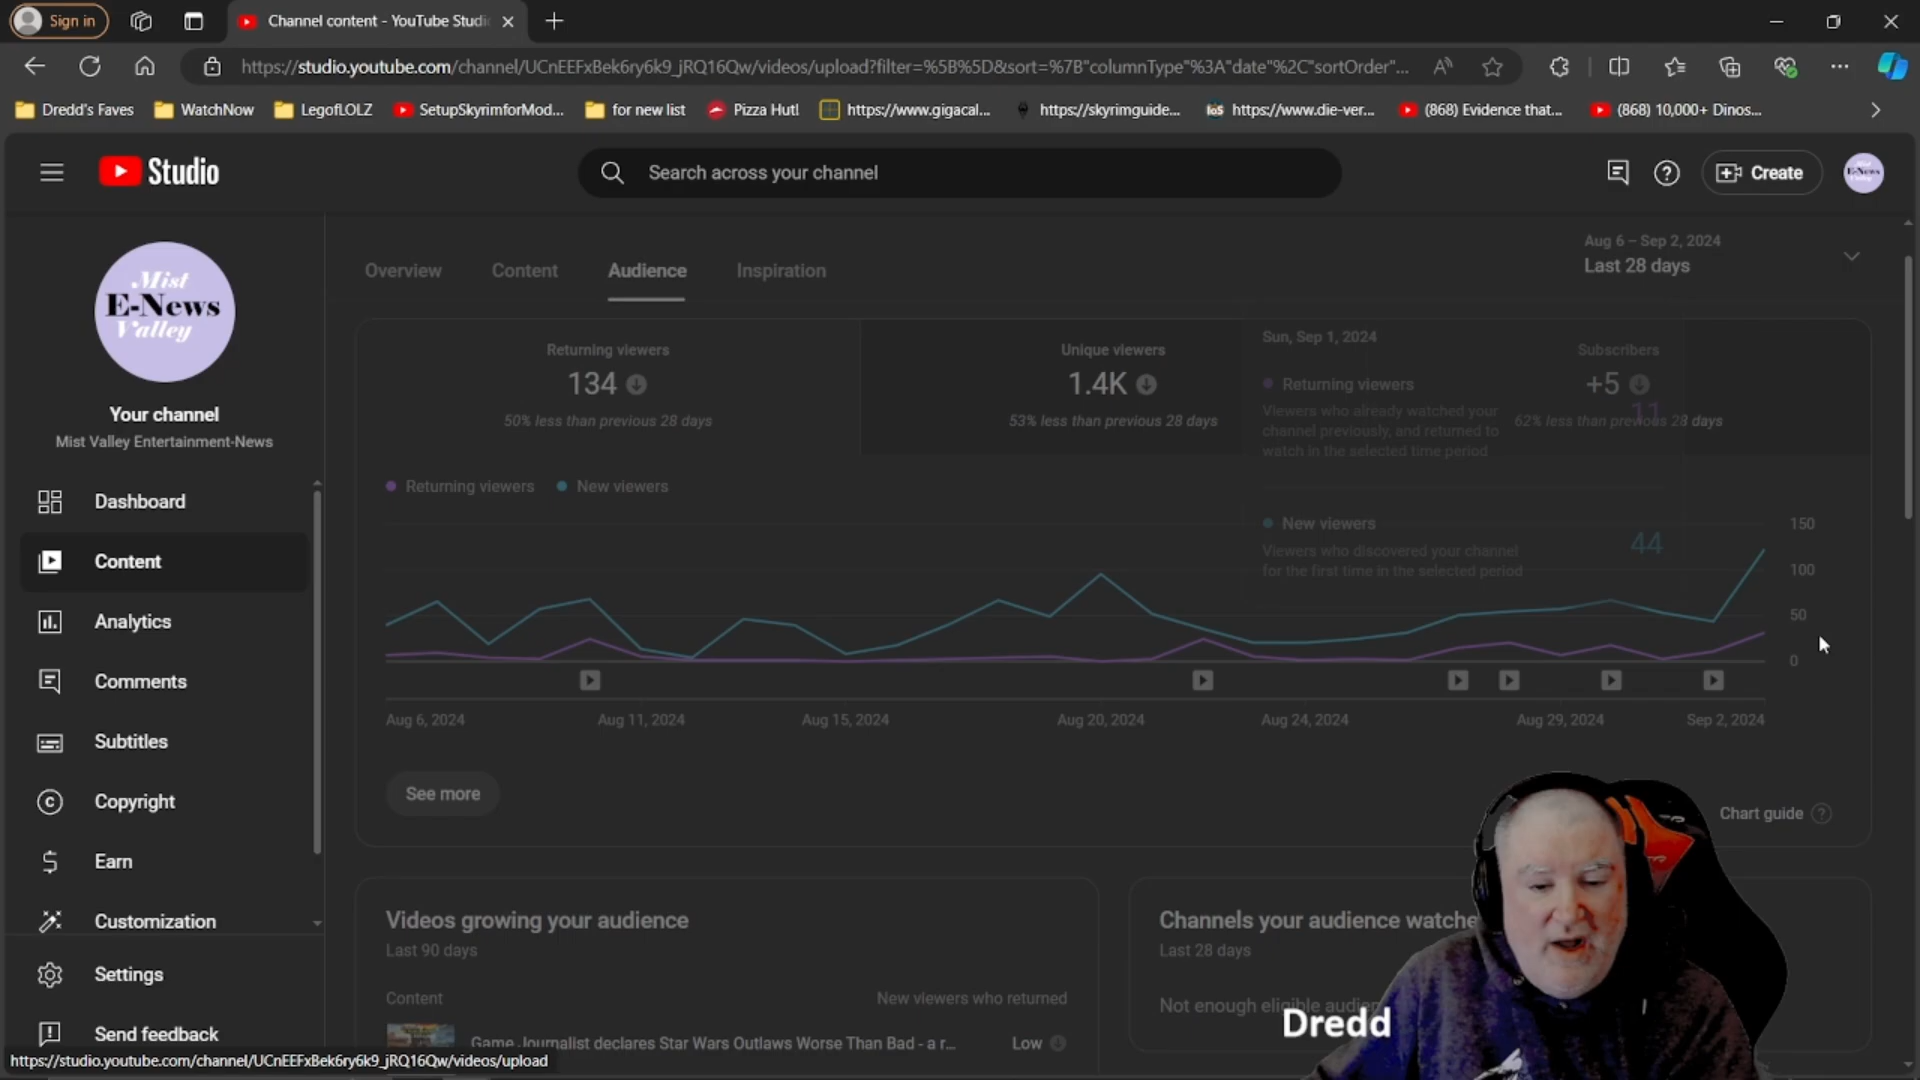 Sign in
Channel content - YouTube Studi
https://studio.youtube.com/channel/UCnEEFxBek6ry6k9_jRQ16Qw/videos/upload?filter=%5B%5D&sort=%7B"columnType"%3A"date"%2C"sortOrder"...
Dredd's Faves
WatchNow
LegofLOLZ
SetupSkyrimforMod...
for new list
Pizza Hut!
https://www.gigacal...
https://skyrimguide...
https://www.die-ver...
(868) Evidence that...
(868) 10,000+ Dinos...
Studio
Search across your channel
Create
Mist
E-News
Valley
Your channel
Mist Valley Entertainment-News
Dashboard
Content
Analytics
Comments
Subtitles
Copyright
Earn
Customization
Settings
Send feedback
https://studio.youtube.com/channel/UCnEEFxBek6ry6k9_jRQ16Qw/videos/upload
Overview
Content
Audience
Inspiration
Aug 6 – Sep 2, 2024
Last 28 days
Returning viewers
134
50% less than previous 28 days
Unique viewers
1.4K
53% less than previous 28 days
Subscribers
+5
62% less than previous 28 days
Sun, Sep 1, 2024
Returning viewers
11
Viewers who already watched your
channel previously, and returned to
watch in the selected time period
New viewers
44
Viewers who discovered your channel
for the first time in the selected period
Returning viewers
New viewers
150
100
50
0
Aug 6, 2024
Aug 11, 2024
Aug 15, 2024
Aug 20, 2024
Aug 24, 2024
Aug 29, 2024
Sep 2, 2024
See more
Chart guide
Videos growing your audience
Last 90 days
Content
New viewers who returned
Game Journalist declares Star Wars Outlaws Worse Than Bad - a r...
Low
Channels your audience watche
Last 28 days
Not enough eligible audien
Dredd